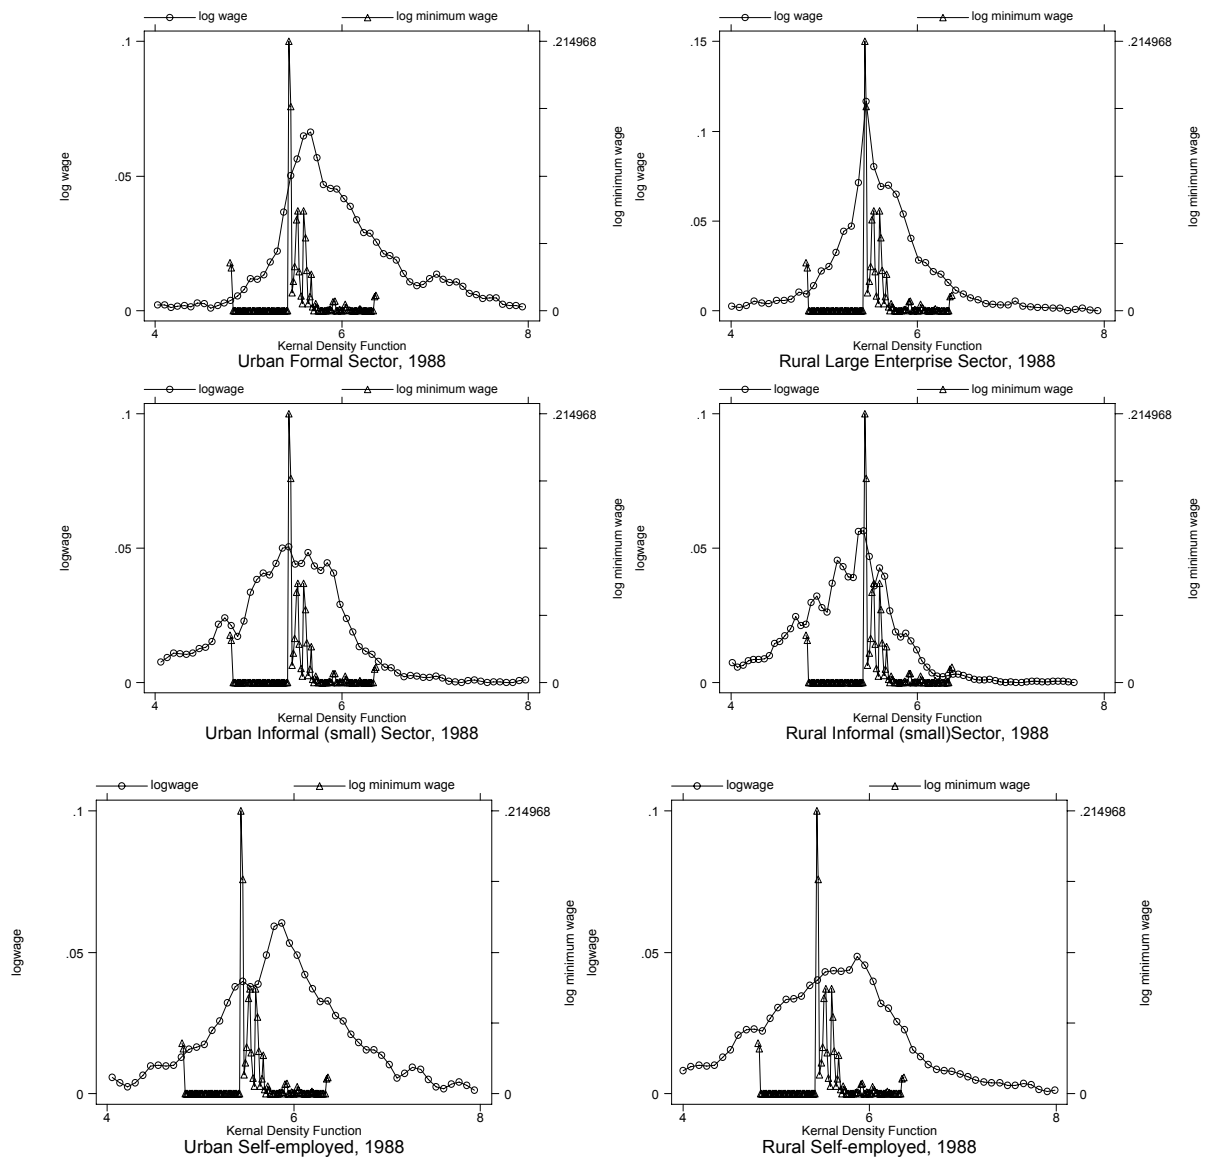 log wage
log minimum wage
.1
.05
0
.214968
0
log wage
log minimum wage
4
6
8
Kernal Density Function
Urban Formal Sector, 1988
log wage
log minimum wage
.15
.1
.05
0
.214968
0
log wage
log minimum wage
4
6
8
Kernal Density Function
Rural Large Enterprise Sector, 1988
logwage
log minimum wage
.1
.05
0
.214968
0
logwage
log minimum wage
4
6
8
Kernal Density Function
Urban Informal (small) Sector, 1988
logwage
log minimum wage
.1
.05
0
.214968
0
logwage
log minimum wage
4
6
8
Kernal Density Function
Rural Informal (small)Sector, 1988
logwage
log minimum wage
.1
.05
0
.214968
0
logwage
log minimum wage
4
6
8
Kernal Density Function
Urban Self-employed, 1988
logwage
log minimum wage
.1
.05
0
.214968
0
logwage
log minimum wage
4
6
8
Kernal Density Function
Rural Self-employed, 1988